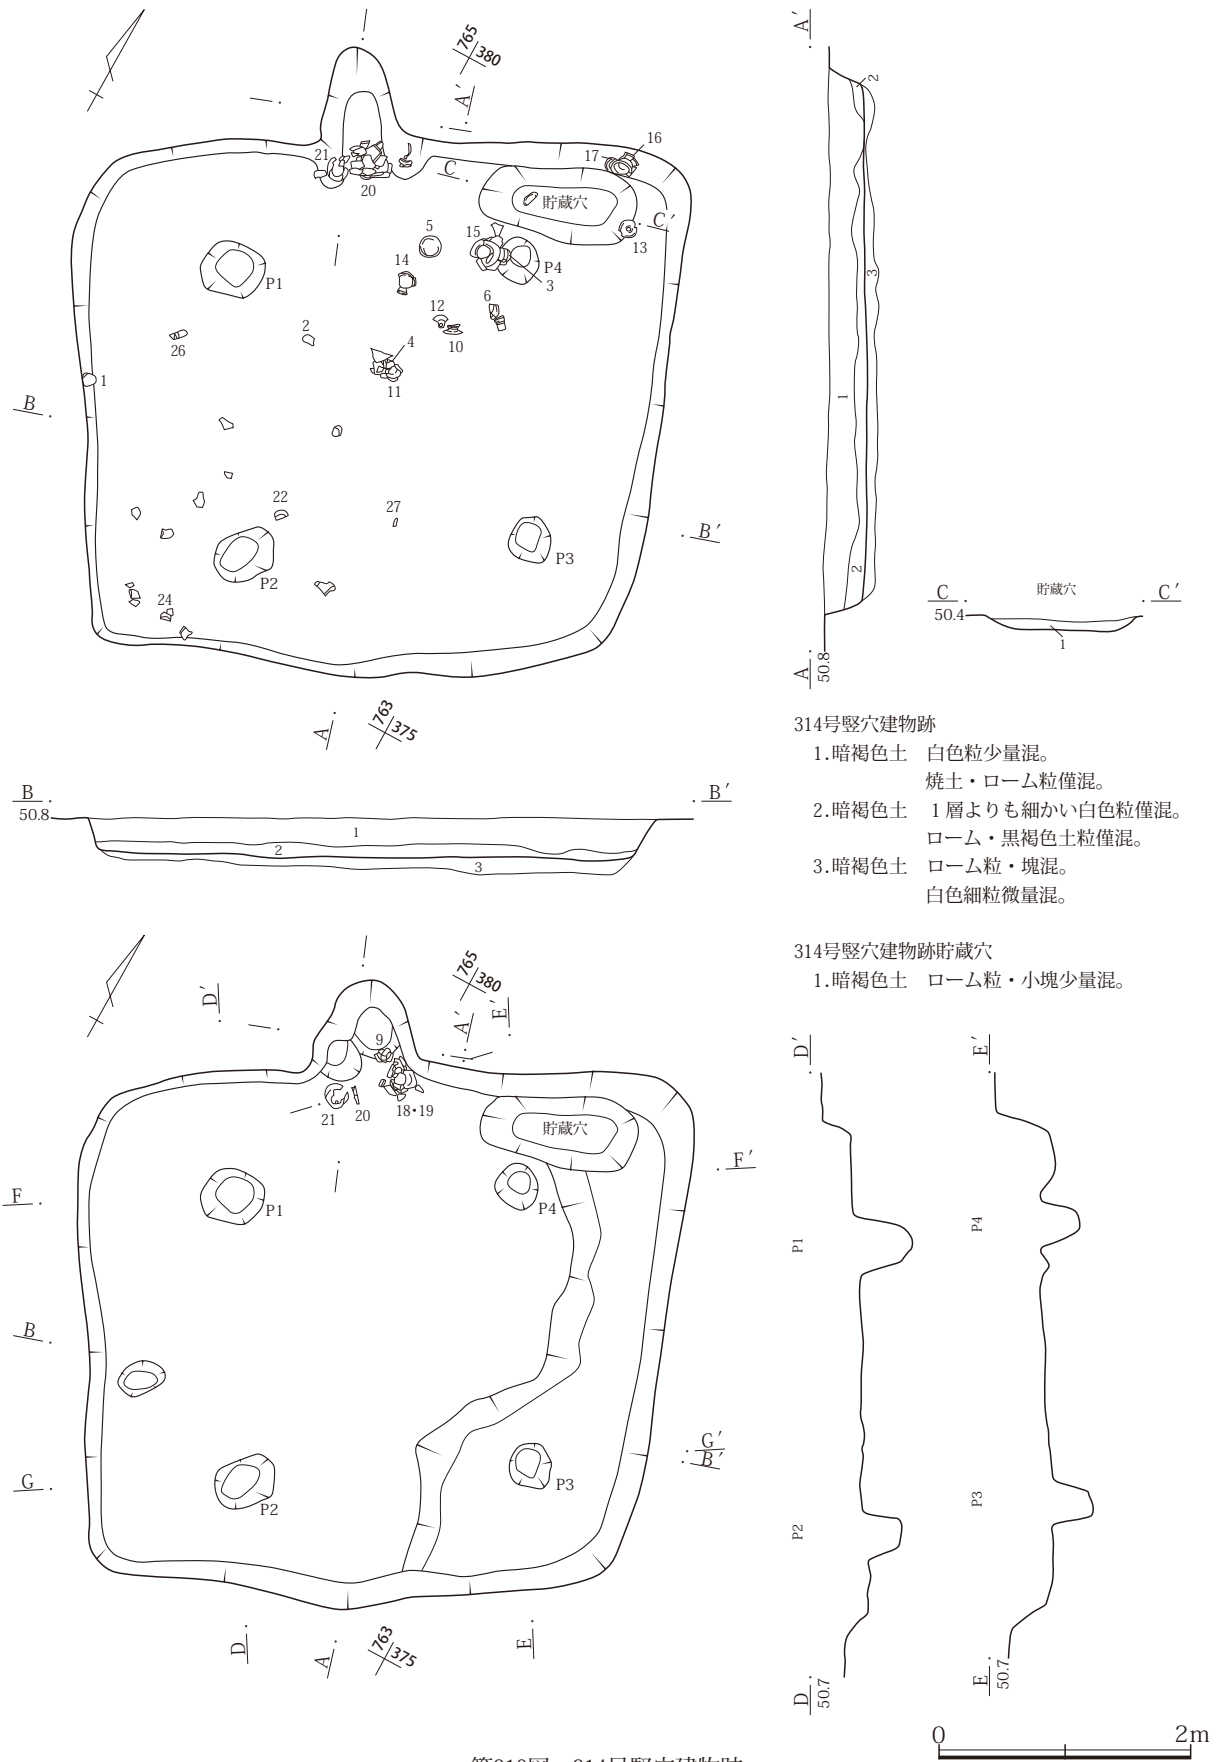 765
380
A′
C
16
17
21
20
貯蔵穴
5
15
C′
13
14
P4
3
P1
6
12
10
2
26
4
11
1
B
22
27
P2
P3
24
B′
A
763
375
A′
2
3
1
2
A
50.8
C
貯蔵穴
C′
50.4
1
B
50.8
B′
1
2
3
314号竪穴建物跡
1.暗褐色土 白色粒少量混。
焼土・ローム粒僅混。
2.暗褐色土 1層よりも細かい白色粒僅混。
ローム・黒褐色土粒僅混。
3.暗褐色土 ローム粒・塊混。
白色細粒微量混。
314号竪穴建物跡貯蔵穴
1.暗褐色土 ローム粒・小塊少量混。
765
380
D′
A′
E′
9
21
20
18・19
貯蔵穴
F
F′
P1
P4
B
G
G′
B′
P2
P3
D
A
E
763
375
D′
P1
P2
D
50.7
E′
P4
P3
E
50.7
0
2m